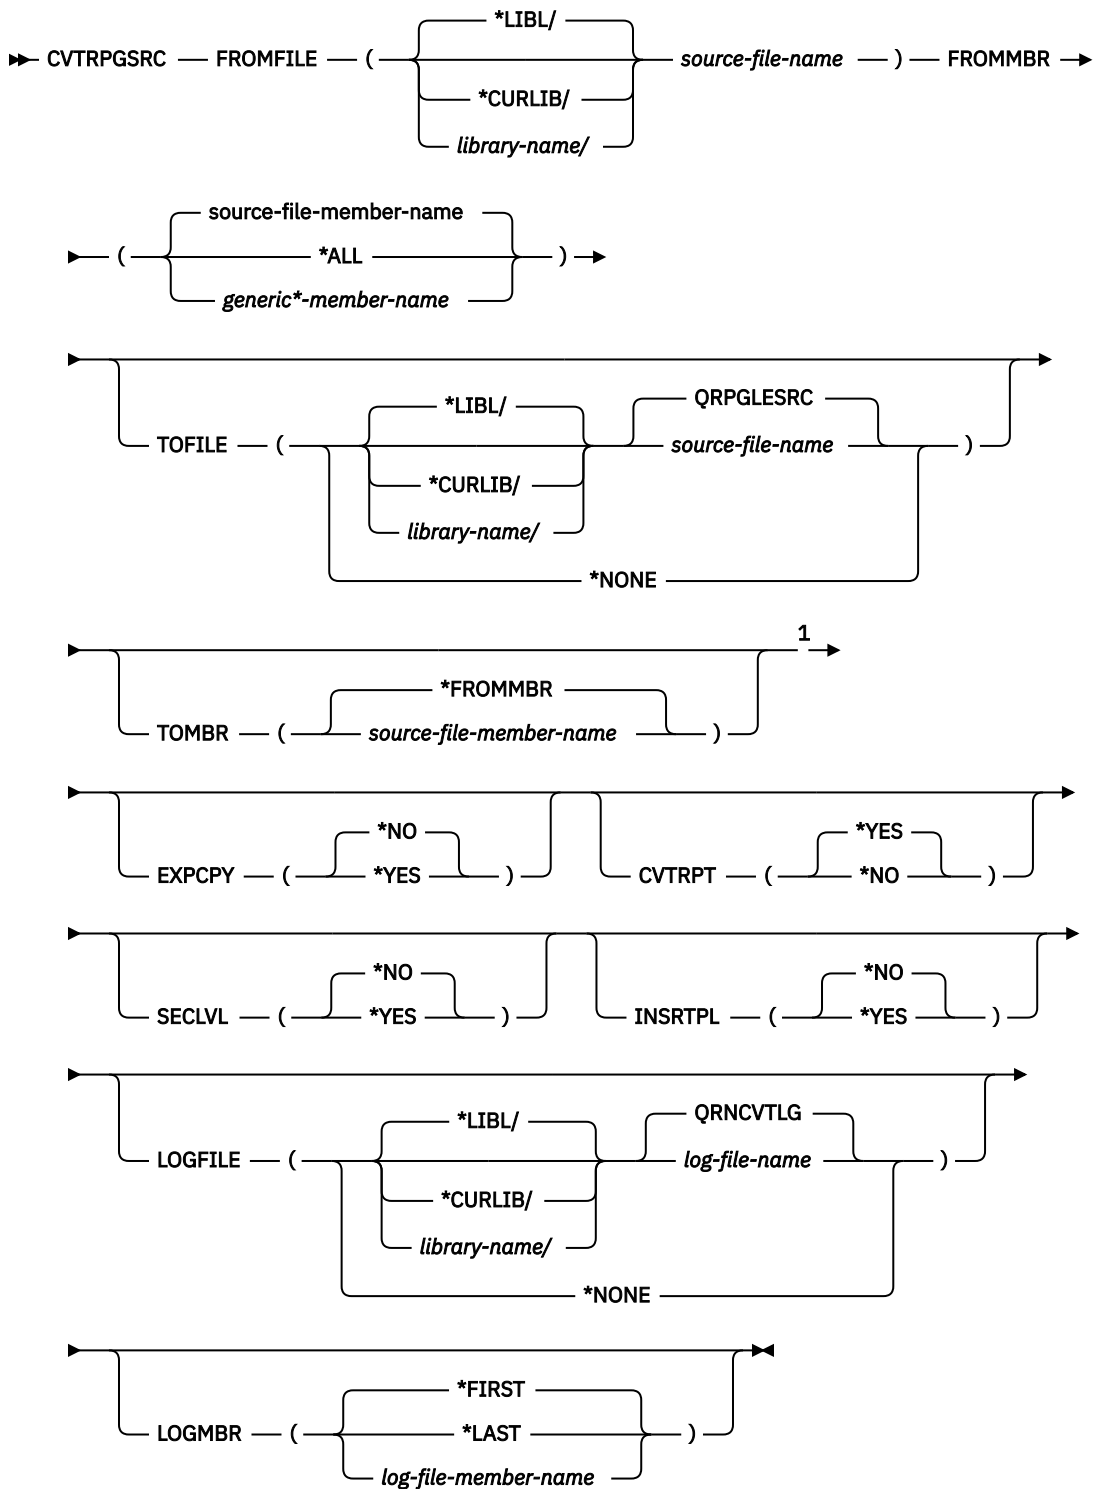 *LIBL/
CVTRPGSRC FROMFILE ( source-file-name ) FROMMBR
*CURLIB/
library-name/
source-file-member-name
( *ALL )
generic*-member-name
*LIBL/ QRPGLESRC
TOFILE ( source-file-name )
*CURLIB/
library-name/
*NONE
1
*FROMMBR
TOMBR ( source-file-member-name )
*NO *YES
EXPCPY ( *YES ) CVTRPT ( *NO )
*NO *NO
SECLVL ( *YES ) INSRTPL ( *YES )
*LIBL/ QRNCVTLG
LOGFILE ( log-file-name )
*CURLIB/
library-name/
*NONE
*FIRST
LOGMBR ( *LAST )
log-file-member-name